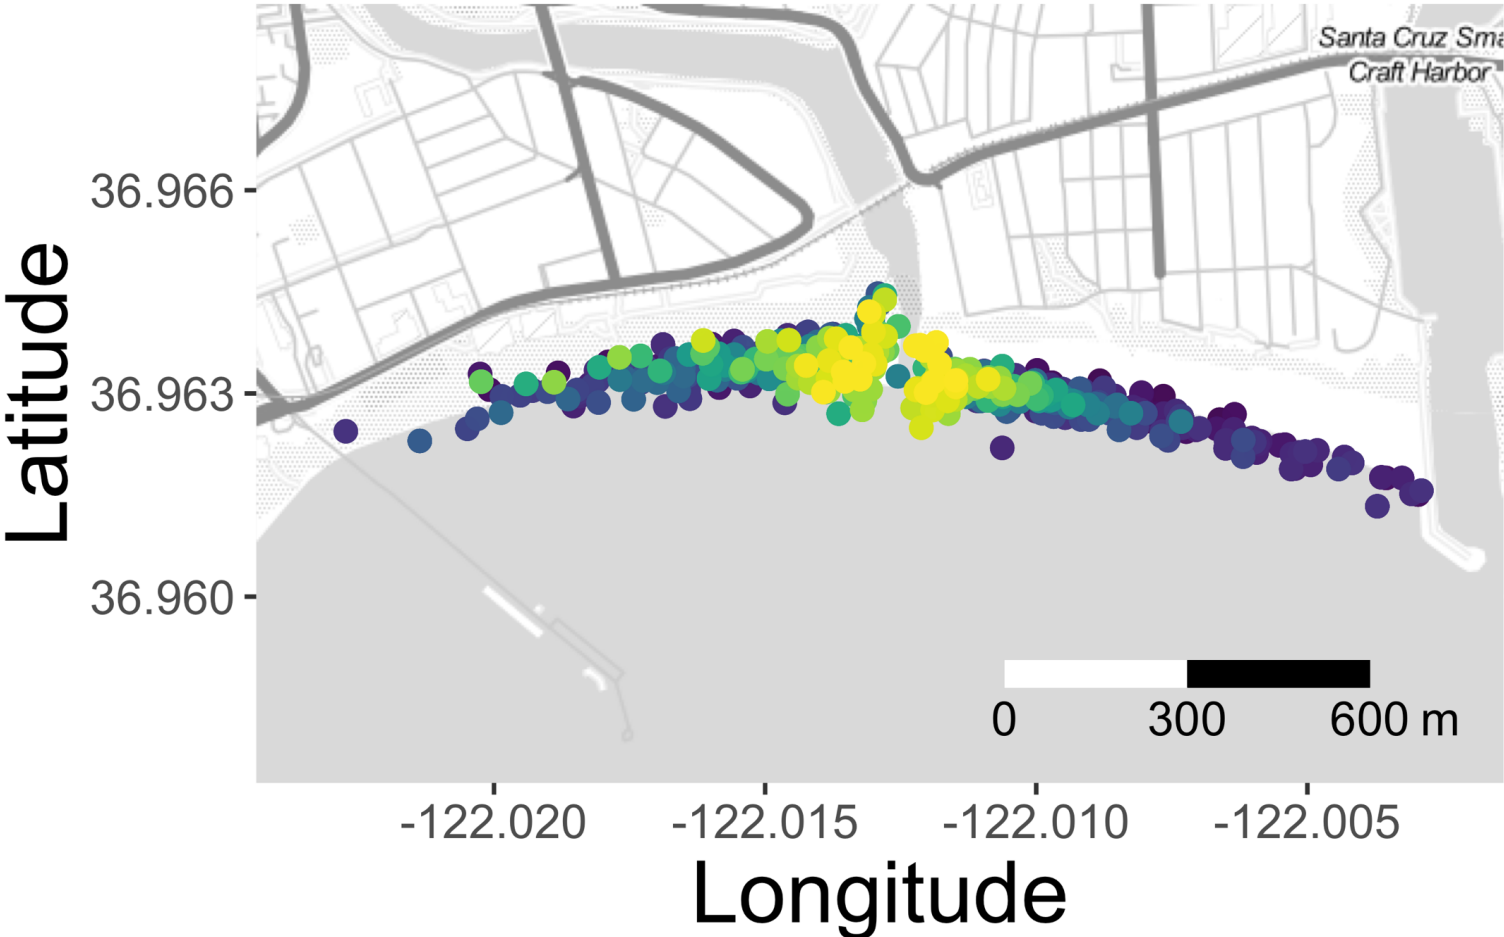 Santa Cruz Sma
Craft Harbor
36.966
36.963
36.960
Latitude
0 300 600 m
-122.020 -122.015 -122.010 -122.005
Longitude